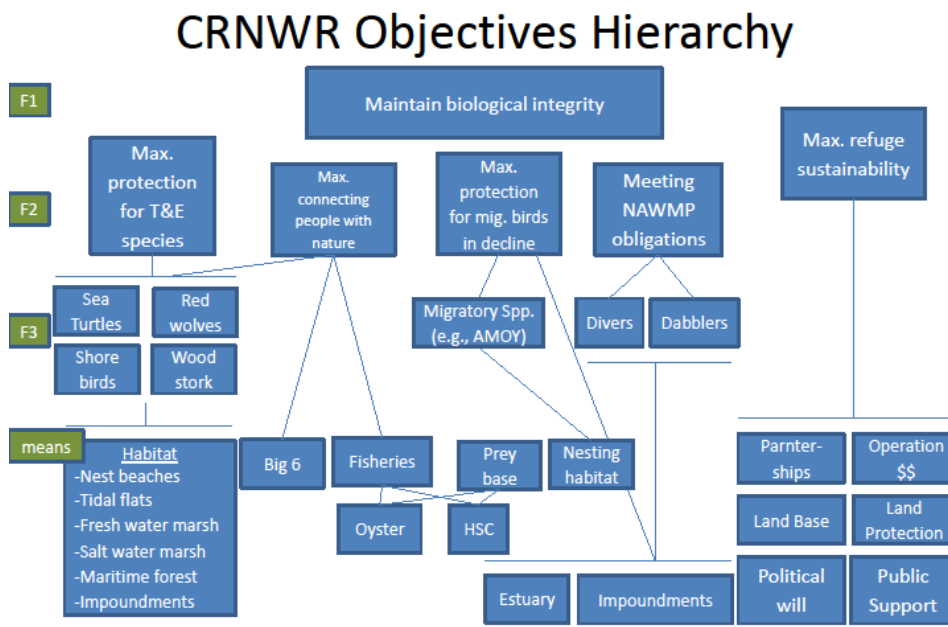 CRNWR Objectives Hierarchy
F1
Maintain biological integrity
Max. refuge
sustainability
F2
Max.
protection
for T&E
species
Max.
connecting
people with
nature
Max.
protection
for mig. birds
in decline
Meeting
NAWMP
obligations
F3
Sea
Turtles
Red
wolves
Shore
birds
Wood
stork
Migratory Spp.
(e.g., AMOY)
Divers
Dabblers
means
Habitat
-Nest beaches
-Tidal flats
-Fresh water marsh
-Salt water marsh
-Maritime forest
-Impoundments
Big 6
Fisheries
Prey
base
Nesting
habitat
Oyster
HSC
Estuary
Impoundments
Parnter-
ships
Operation
$$
Land Base
Land
Protection
Political
will
Public
Support